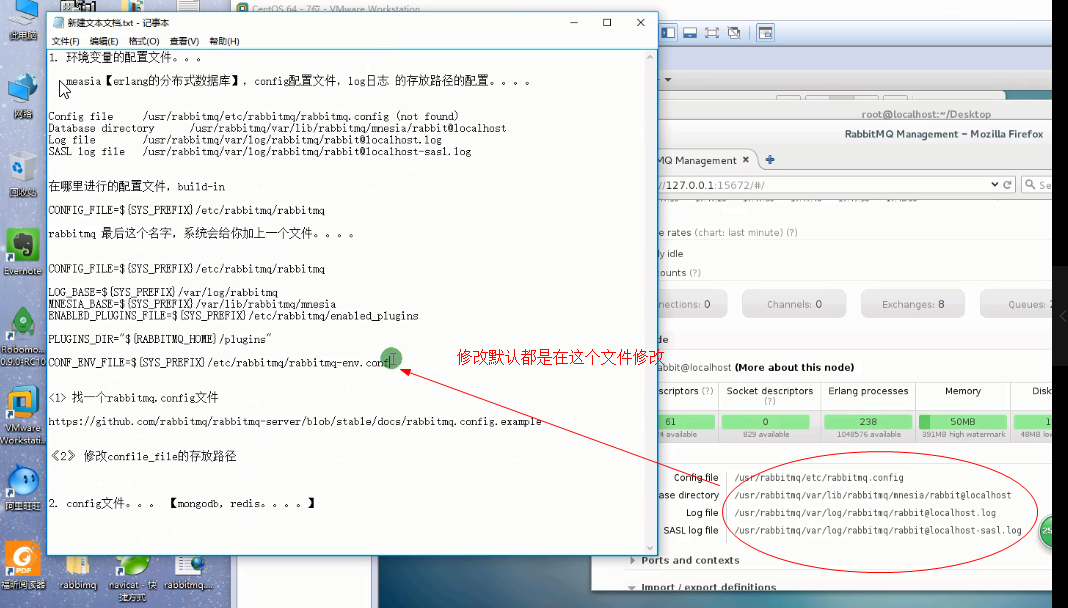 CentOS 64 - 7位 - VMware Workstation
新建文本文档.txt - 记事本
文件(F) 编辑(E) 格式(O) 查看(V) 帮助(H)
1. 环境变量的配置文件。。。
measia【erlang的分布式数据库】, config配置文件, log日志 的存放路径的配置。。。。
Config file /usr/rabbitmq/etc/rabbitmq/rabbitmq.config (not found)
Database directory /usr/rabbitmq/var/lib/rabbitmq/mnesia/rabbit@localhost
Log file /usr/rabbitmq/var/log/rabbitmq/rabbit@localhost.log
SASL log file /usr/rabbitmq/var/log/rabbitmq/rabbit@localhost-sasl.log
在哪里进行的配置文件, build-in
CONFIG_FILE=${SYS_PREFIX}/etc/rabbitmq/rabbitmq
rabbitmq 最后这个名字, 系统会给你加上一个文件。。。。
CONFIG_FILE=${SYS_PREFIX}/etc/rabbitmq/rabbitmq
LOG_BASE=${SYS_PREFIX}/var/log/rabbitmq
MNESIA_BASE=${SYS_PREFIX}/var/lib/rabbitmq/mnesia
ENABLED_PLUGINS_FILE=${SYS_PREFIX}/etc/rabbitmq/enabled_plugins
PLUGINS_DIR="${RABBITMQ_HOME}/plugins"
CONF_ENV_FILE=${SYS_PREFIX}/etc/rabbitmq/rabbitmq-env.conf
修改默认都是在这个文件修改
<1> 找一个rabbitmq.config文件
https://github.com/rabbitmq/rabbitmq-server/blob/stable/docs/rabbitmq.config.example
《2》 修改confile_file的存放路径
2. config文件。。。 【mongodb, redis。。。。】
此电脑
网络
回收站
Evernote
Robomo...
0.9.0-RC10
VMware
Workstati...
阿里旺旺
福昕阅读器
rabbimq
navicat - 快
捷方式
rabbitmq....
root@localhost:~/Desktop
RabbitMQ Management - Mozilla Firefox
MQ Management
//127.0.0.1:15672/#/
Se
e rates (chart: last minute) (?)
ly idle
counts (?)
nections: 0
Channels: 0
Exchanges: 8
Queues:
de
abbit@localhost (More about this node)
scriptors (?) Socket descriptors (?) Erlang processes Memory Disk
61 0 238 50MB 1
4 available 829 available 1048576 available 391MB high watermark 48MB lo
Config file /usr/rabbitmq/etc/rabbitmq/rabbitmq.config
ase directory /usr/rabbitmq/var/lib/rabbitmq/mnesia/rabbit@localhost
Log file /usr/rabbitmq/var/log/rabbitmq/rabbit@localhost.log
SASL log file /usr/rabbitmq/var/log/rabbitmq/rabbit@localhost-sasl.log
Ports and contexts
Import / export definitions